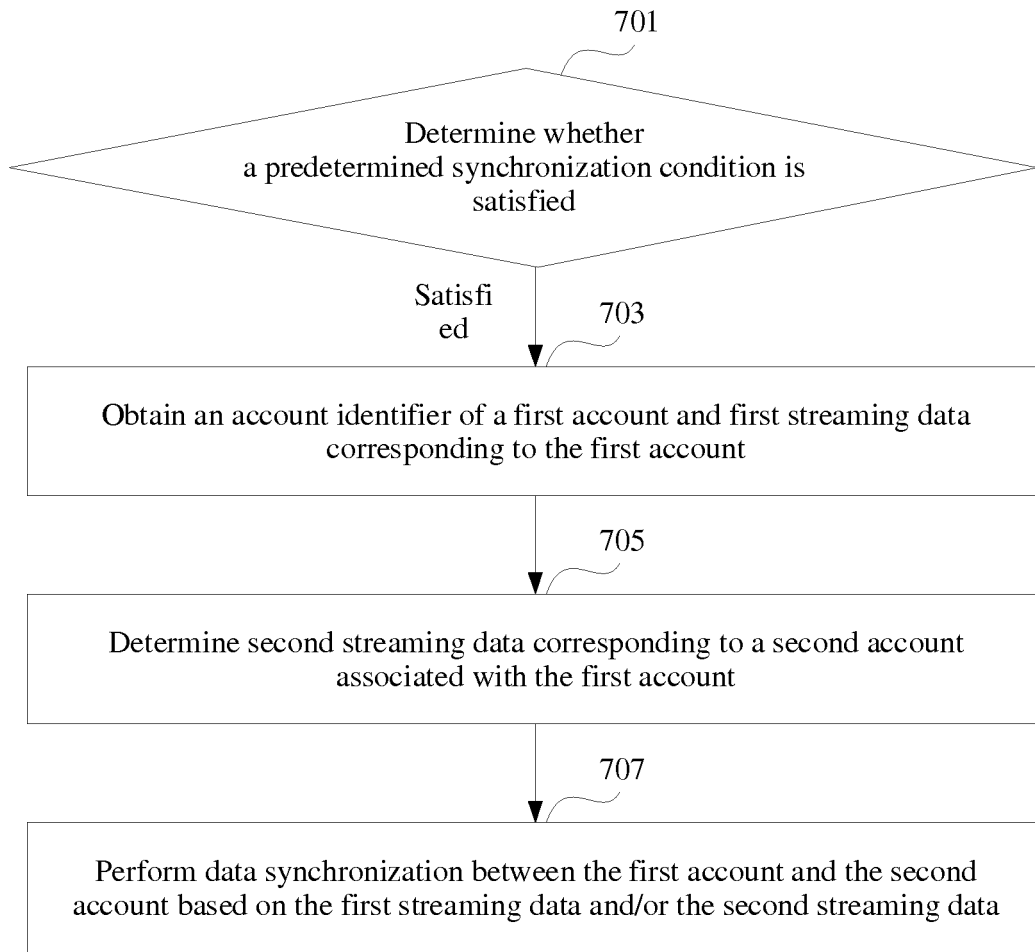 701
Determine whether
a predetermined synchronization condition is
satisfied
Satisfi
ed
703
Obtain an account identifier of a first account and first streaming data
corresponding to the first account
705
Determine second streaming data corresponding to a second account
associated with the first account
707
Perform data synchronization between the first account and the second
account based on the first streaming data and/or the second streaming data